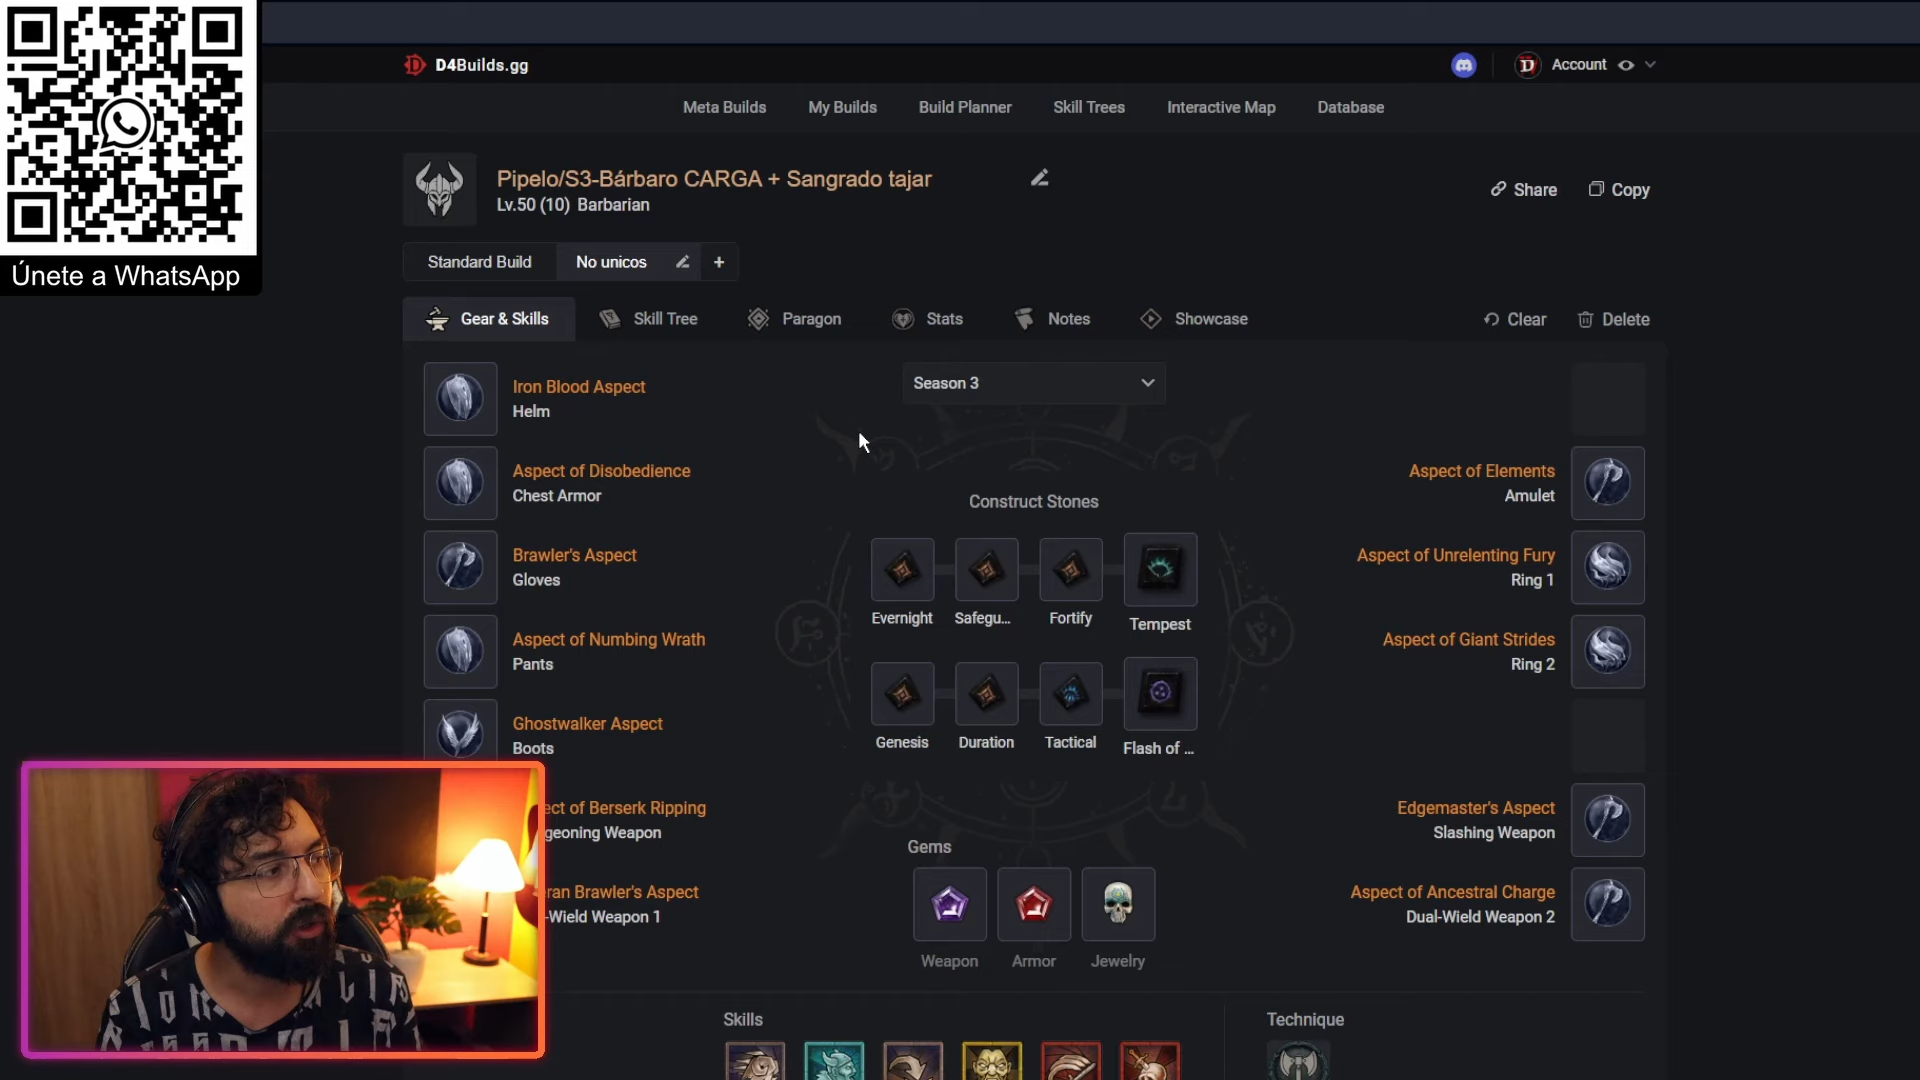 D4Builds.gg
Account
Meta Builds
My Builds
Build Planner
Skill Trees
Interactive Map
Database
Pipelo/S3-Bárbaro CARGA + Sangrado tajar
Lv.50 (10) Barbarian
Share
Copy
Únete a WhatsApp
Standard Build
No unicos
+
Gear & Skills
Skill Tree
Paragon
Stats
Notes
Showcase
Clear
Delete
Iron Blood Aspect
Helm
Aspect of Disobedience
Chest Armor
Brawler's Aspect
Gloves
Aspect of Numbing Wrath
Pants
Ghostwalker Aspect
Boots
ect of Berserk Ripping
geoning Weapon
ran Brawler's Aspect
-Wield Weapon 1
Season 3
Construct Stones
Evernight
Safegu...
Fortify
Tempest
Genesis
Duration
Tactical
Flash of ...
Gems
Weapon
Armor
Jewelry
Aspect of Elements
Amulet
Aspect of Unrelenting Fury
Ring 1
Aspect of Giant Strides
Ring 2
Edgemaster's Aspect
Slashing Weapon
Aspect of Ancestral Charge
Dual-Wield Weapon 2
Skills
Technique